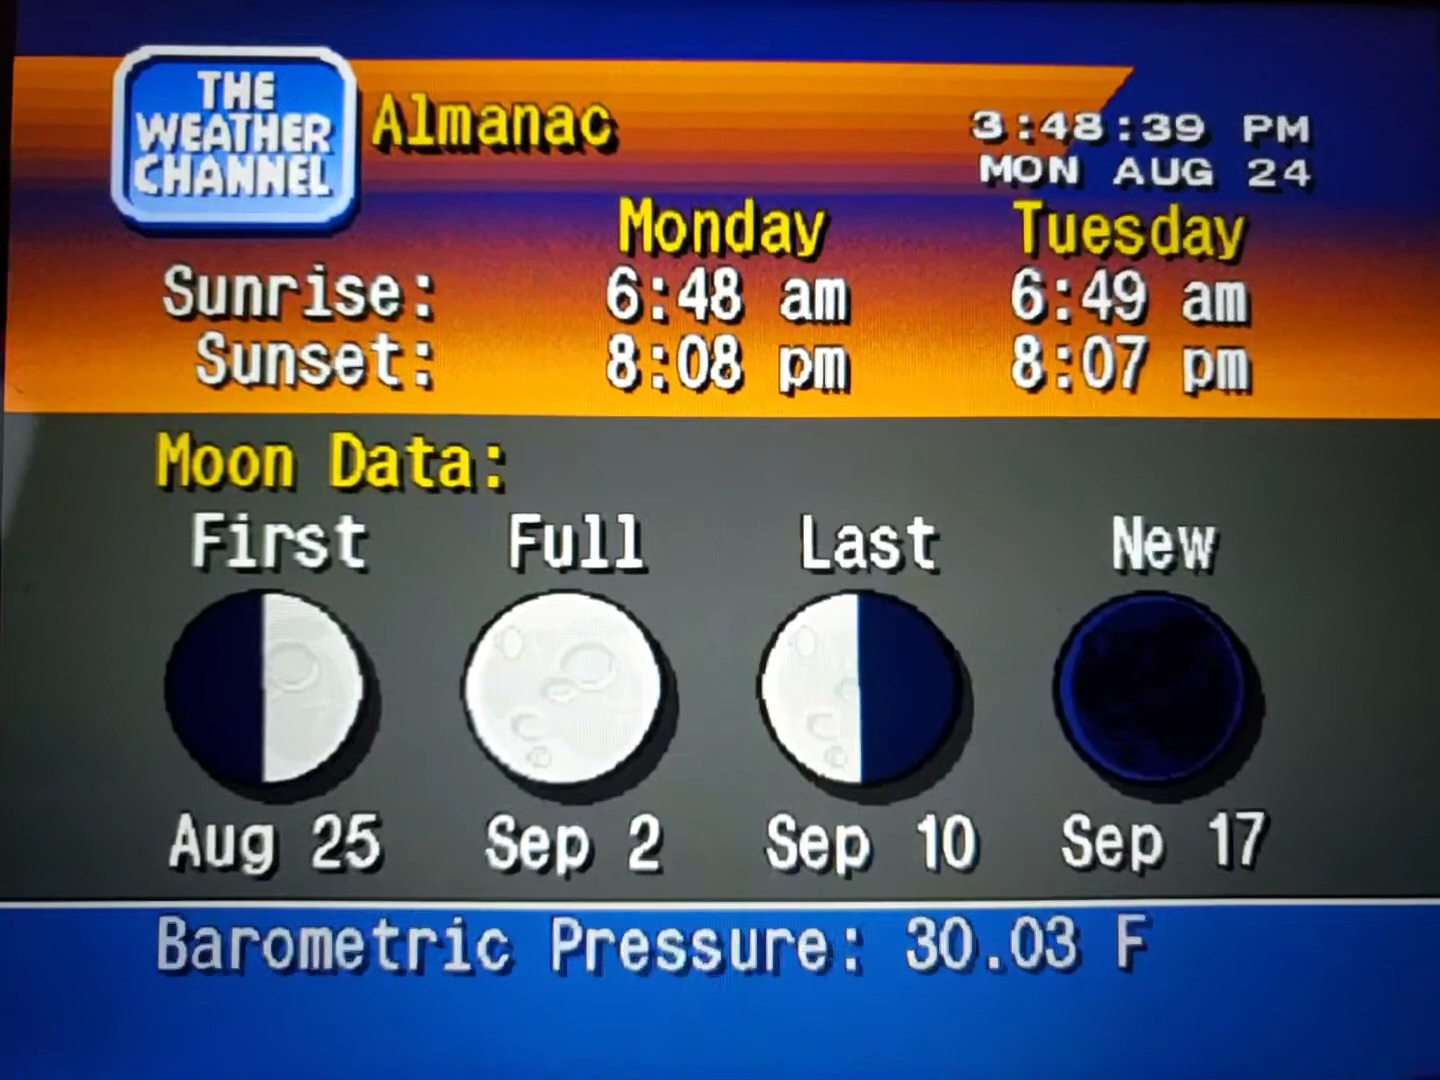 THE
WEATHER
CHANNEL
Almanac
3:48:39 PM
MON AUG 24
Monday Tuesday
Sunrise: 6:48 am 6:49 am
Sunset: 8:08 pm 8:07 pm
Moon Data:
First Full Last New
Aug 25 Sep 2 Sep 10 Sep 17
Barometric Pressure: 30.03 F